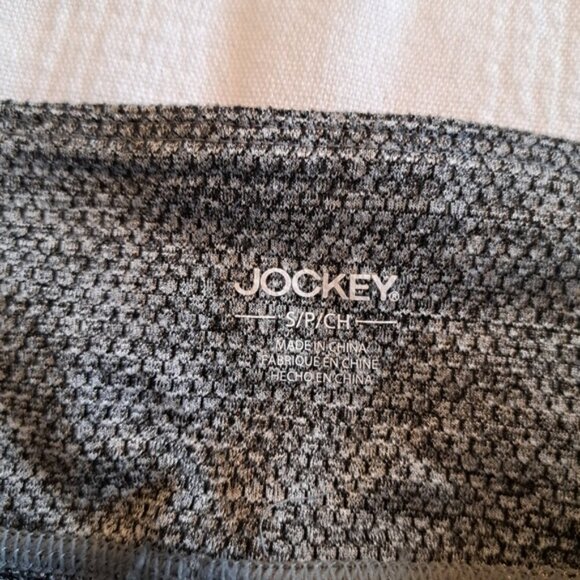 JOCKEY®
S/P/CH
MADE IN CHINA
FABRIQUÉ EN CHINE
HECHO EN CHINA